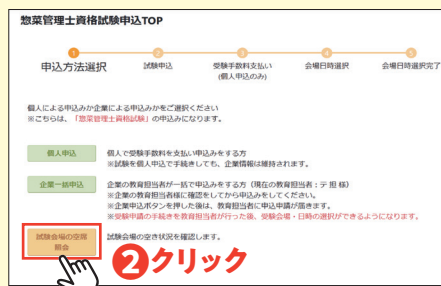 惣菜管理士資格試験申込TOP
1 2 3 4 5
申込方法選択 試験申込 受験手数料支払い 会場日時選択 会場日時選択完了
(個人申込のみ)
個人による申込みか企業による申込みかをご選択ください
※こちらは、「惣菜管理士資格試験」の申込みになります。
個人申込 個人で受験手数料を支払い申込みをする方
※試験を個人申込で手続きしても、企業情報は維持されます。
企業一括申込 企業の教育担当者が一括で申込みをする方（現在の教育担当者：テ 担 様）
※企業の教育担当者様に確認をしてから申込みをしてください。
※企業申込ボタンを押した後は、教育担当者に申込申請が届きます。
※受験申請の手続きを教育担当者が行った後、受験会場・日時の選択ができるようになります。
試験会場の空席 試験会場の空き状況を確認します。
照会
2クリック